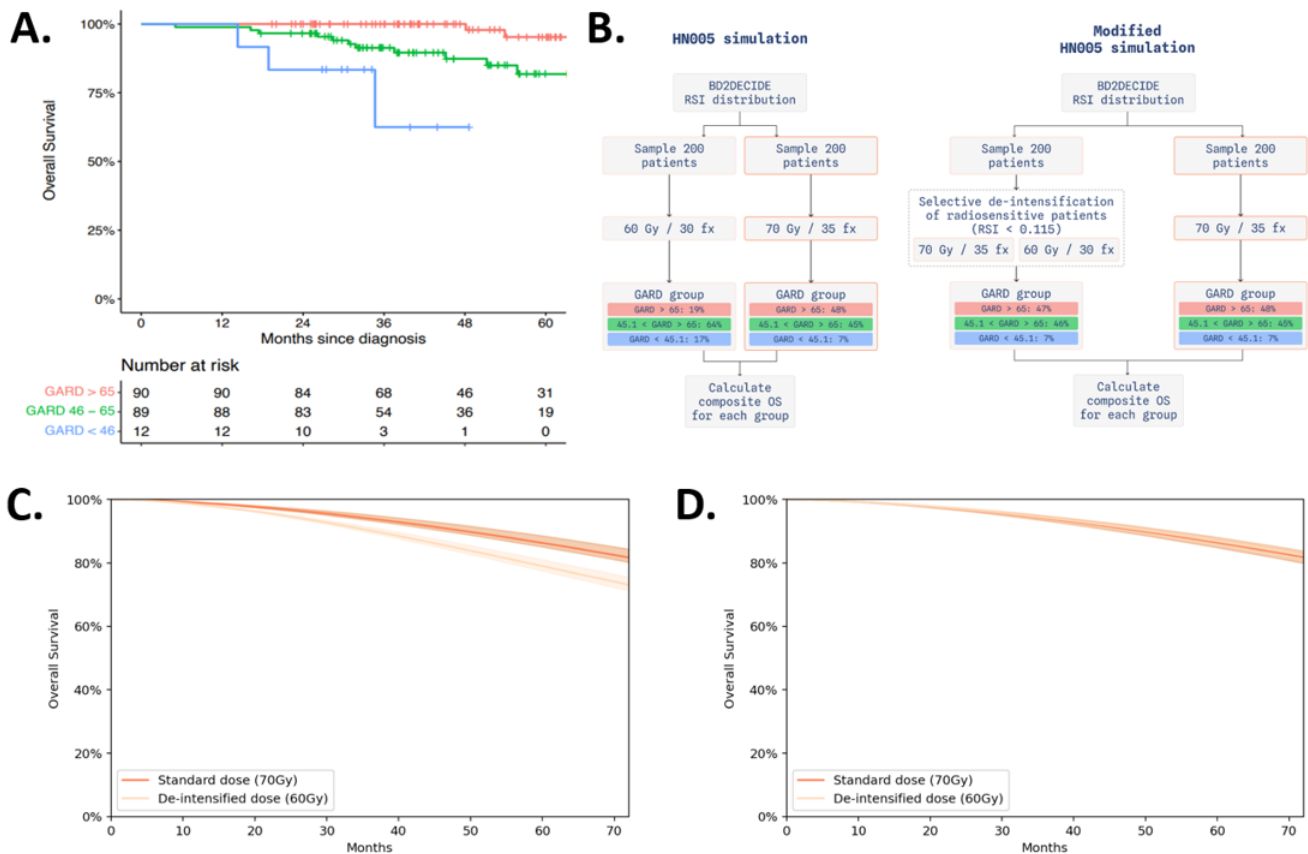 A.
100%
75%
50%
25%
0%
Overall Survival
0 12 24 36 48 60
Months since diagnosis
Number at risk
GARD > 65 90 90 84 68 46 31
GARD 46 – 65 89 88 83 54 36 19
GARD < 46 12 12 10 3 1 0
B.
HN005 simulation
BD2DECIDE
RSI distribution
Sample 200
patients
Sample 200
patients
60 Gy / 30 fx
70 Gy / 35 fx
GARD group
GARD > 65: 19%
45.1 < GARD > 65: 64%
GARD < 45.1: 17%
GARD group
GARD > 65: 48%
45.1 < GARD > 65: 45%
GARD < 45.1: 7%
Calculate
composite OS
for each group
Modified
HN005 simulation
BD2DECIDE
RSI distribution
Sample 200
patients
Sample 200
patients
Selective de-intensification
of radiosensitive patients
(RSI < 0.115)
70 Gy / 35 fx 60 Gy / 30 fx
70 Gy / 35 fx
GARD group
GARD > 65: 47%
45.1 < GARD > 65: 46%
GARD < 45.1: 7%
GARD group
GARD > 65: 48%
45.1 < GARD > 65: 45%
GARD < 45.1: 7%
Calculate
composite OS
for each group
C.
100%
80%
60%
40%
20%
0%
Overall Survival
Standard dose (70Gy)
De-intensified dose (60Gy)
0 10 20 30 40 50 60 70
Months
D.
100%
80%
60%
40%
20%
0%
Overall Survival
Standard dose (70Gy)
De-intensified dose (60Gy)
0 10 20 30 40 50 60 70
Months